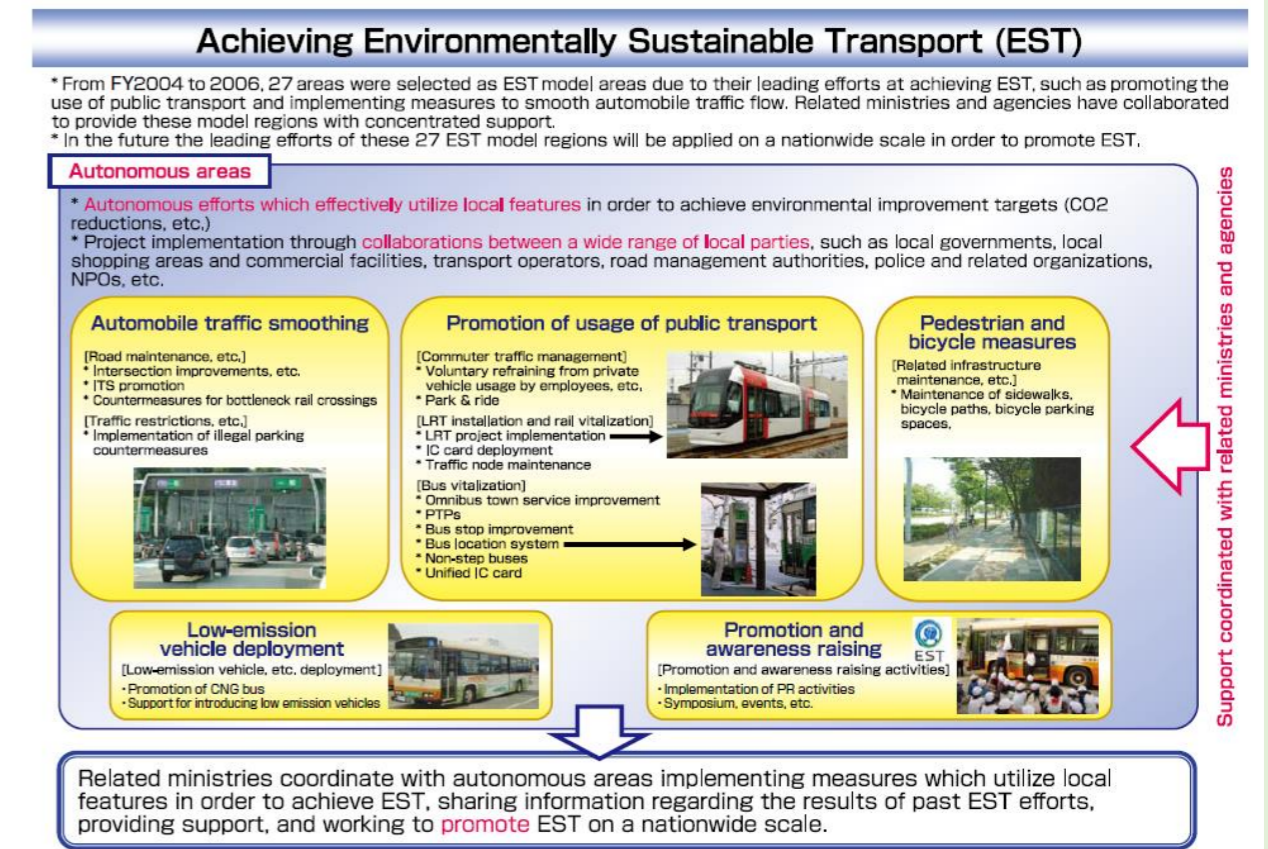 Achieving Environmentally Sustainable Transport (EST)
* From FY2004 to 2006, 27 areas were selected as EST model areas due to their leading efforts at achieving EST, such as promoting the
use of public transport and implementing measures to smooth automobile traffic flow. Related ministries and agencies have collaborated
to provide these model regions with concentrated support.
* In the future the leading efforts of these 27 EST model regions will be applied on a nationwide scale in order to promote EST.
Autonomous areas
* Autonomous efforts which effectively utilize local features in order to achieve environmental improvement targets (CO2
reductions, etc.)
* Project implementation through collaborations between a wide range of local parties, such as local governments, local
shopping areas and commercial facilities, transport operators, road management authorities, police and related organizations,
NPOs, etc.
Automobile traffic smoothing
[Road maintenance, etc.]
* Intersection improvements, etc.
* ITS promotion
* Countermeasures for bottleneck rail crossings
[Traffic restrictions, etc.]
* Implementation of illegal parking
countermeasures
Promotion of usage of public transport
[Commuter traffic management]
* Voluntary refraining from private
vehicle usage by employees, etc.
* Park & ride
[LRT installation and rail vitalization]
* LRT project implementation
* IC card deployment
* Traffic node maintenance
[Bus vitalization]
* Omnibus town service improvement
* PTPs
* Bus stop improvement
* Bus location system
* Non-step buses
* Unified IC card
Pedestrian and
bicycle measures
[Related infrastructure
maintenance, etc.]
* Maintenance of sidewalks,
bicycle paths, bicycle parking
spaces.
Low-emission
vehicle deployment
[Low-emission vehicle, etc. deployment]
・Promotion of CNG bus
・Support for introducing low emission vehicles
Promotion and
awareness raising
EST
[Promotion and awareness raising activities]
・Implementation of PR activities
・Symposium, events, etc.
Support coordinated with related ministries and agencies
Related ministries coordinate with autonomous areas implementing measures which utilize local
features in order to achieve EST, sharing information regarding the results of past EST efforts,
providing support, and working to promote EST on a nationwide scale.